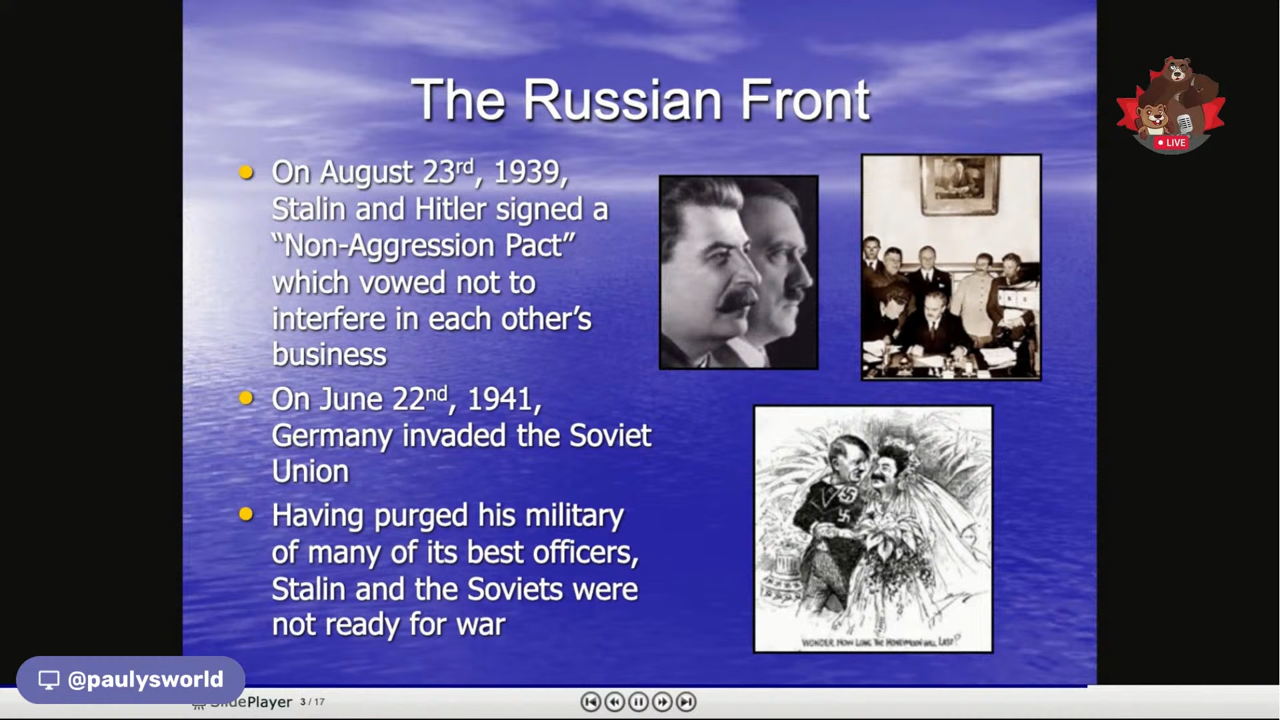 The Russian Front
On August 23rd, 1939,
Stalin and Hitler signed a
“Non-Aggression Pact”
which vowed not to
interfere in each other’s
business
On June 22nd, 1941,
Germany invaded the Soviet
Union
Having purged his military
of many of its best officers,
Stalin and the Soviets were
not ready for war
WONDER HOW LONG THE HONEYMOON WILL LAST?
LIVE
@paulysworld
SlidePlayer 3 / 17